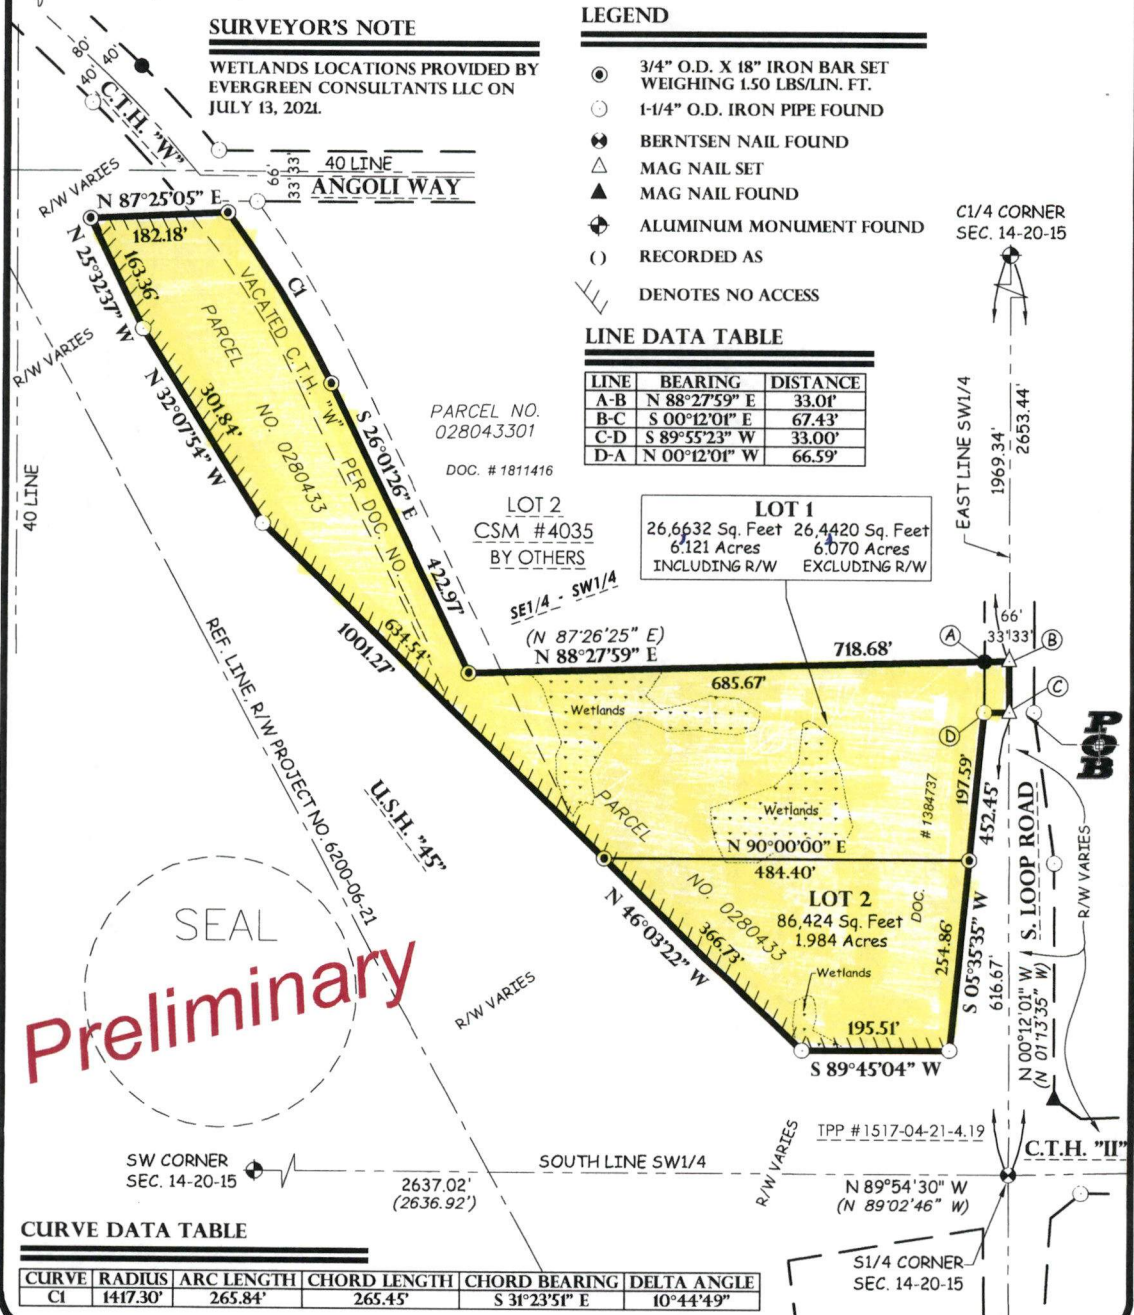 SURVEYOR'S NOTE
WETLANDS LOCATIONS PROVIDED BY
EVERGREEN CONSULTANTS LLC ON
JULY 13, 2021.
LEGEND
3/4" O.D. X 18" IRON BAR SET
WEIGHING 1.50 LBS/LIN. FT.
1-1/4" O.D. IRON PIPE FOUND
BERNTSEN NAIL FOUND
MAG NAIL SET
MAG NAIL FOUND
ALUMINUM MONUMENT FOUND
() RECORDED AS
DENOTES NO ACCESS
LINE DATA TABLE
LINE BEARING DISTANCE
A-B N 88°27'59" E 33.01'
B-C S 00°12'01" E 67.43'
C-D S 89°55'23" W 33.00'
D-A N 00°12'01" W 66.59'
80'
40' 40'
C.T.H. "W"
R/W VARIES
66'
33' 33'
40 LINE
ANGOLI WAY
N 87°25'05" E
182.18'
N 25°32'37" W
163.36'
C1
VACATED C.T.H. "W" PER DOC. NO.
PARCEL NO. 0280433
R/W VARIES
N 32°07'54" W
301.84'
S 26°01'26" E
422.97'
40 LINE
PARCEL NO.
028043301
DOC. # 1811416
LOT 2
CSM #4035
BY OTHERS
LOT 1
26,6632 Sq. Feet 26,4420 Sq. Feet
6.121 Acres 6.070 Acres
INCLUDING R/W EXCLUDING R/W
C1/4 CORNER
SEC. 14-20-15
EAST LINE SW1/4
1969.34'
2653.44'
SE1/4 - SW1/4
(N 87°26'25" E)
N 88°27'59" E
718.68'
685.67'
66'
33' 33'
A
B
C
D
POB
634.54'
1001.27'
Wetlands
Wetlands
REF. LINE, R/W PROJECT NO. 6200-06-21
U.S.H. "45"
PARCEL NO. 0280433
N 90°00'00" E
484.40'
DOC. # 1384737
197.59'
452.45'
S. LOOP ROAD
R/W VARIES
LOT 2
86,424 Sq. Feet
1.984 Acres
N 46°03'22" W
366.73'
254.86'
S 05°35'35" W
616.67'
N 00°12'01" W
(N 01°13'35" W)
Wetlands
195.51'
S 89°45'04" W
SEAL
Preliminary
R/W VARIES
R/W VARIES
TPP #1517-04-21-4.19
C.T.H. "II"
SW CORNER
SEC. 14-20-15
SOUTH LINE SW1/4
2637.02'
(2636.92')
N 89°54'30" W
(N 89°02'46" W)
S1/4 CORNER
SEC. 14-20-15
CURVE DATA TABLE
CURVE RADIUS ARC LENGTH CHORD LENGTH CHORD BEARING DELTA ANGLE
C1 1417.30' 265.84' 265.45' S 31°23'51" E 10°44'49"